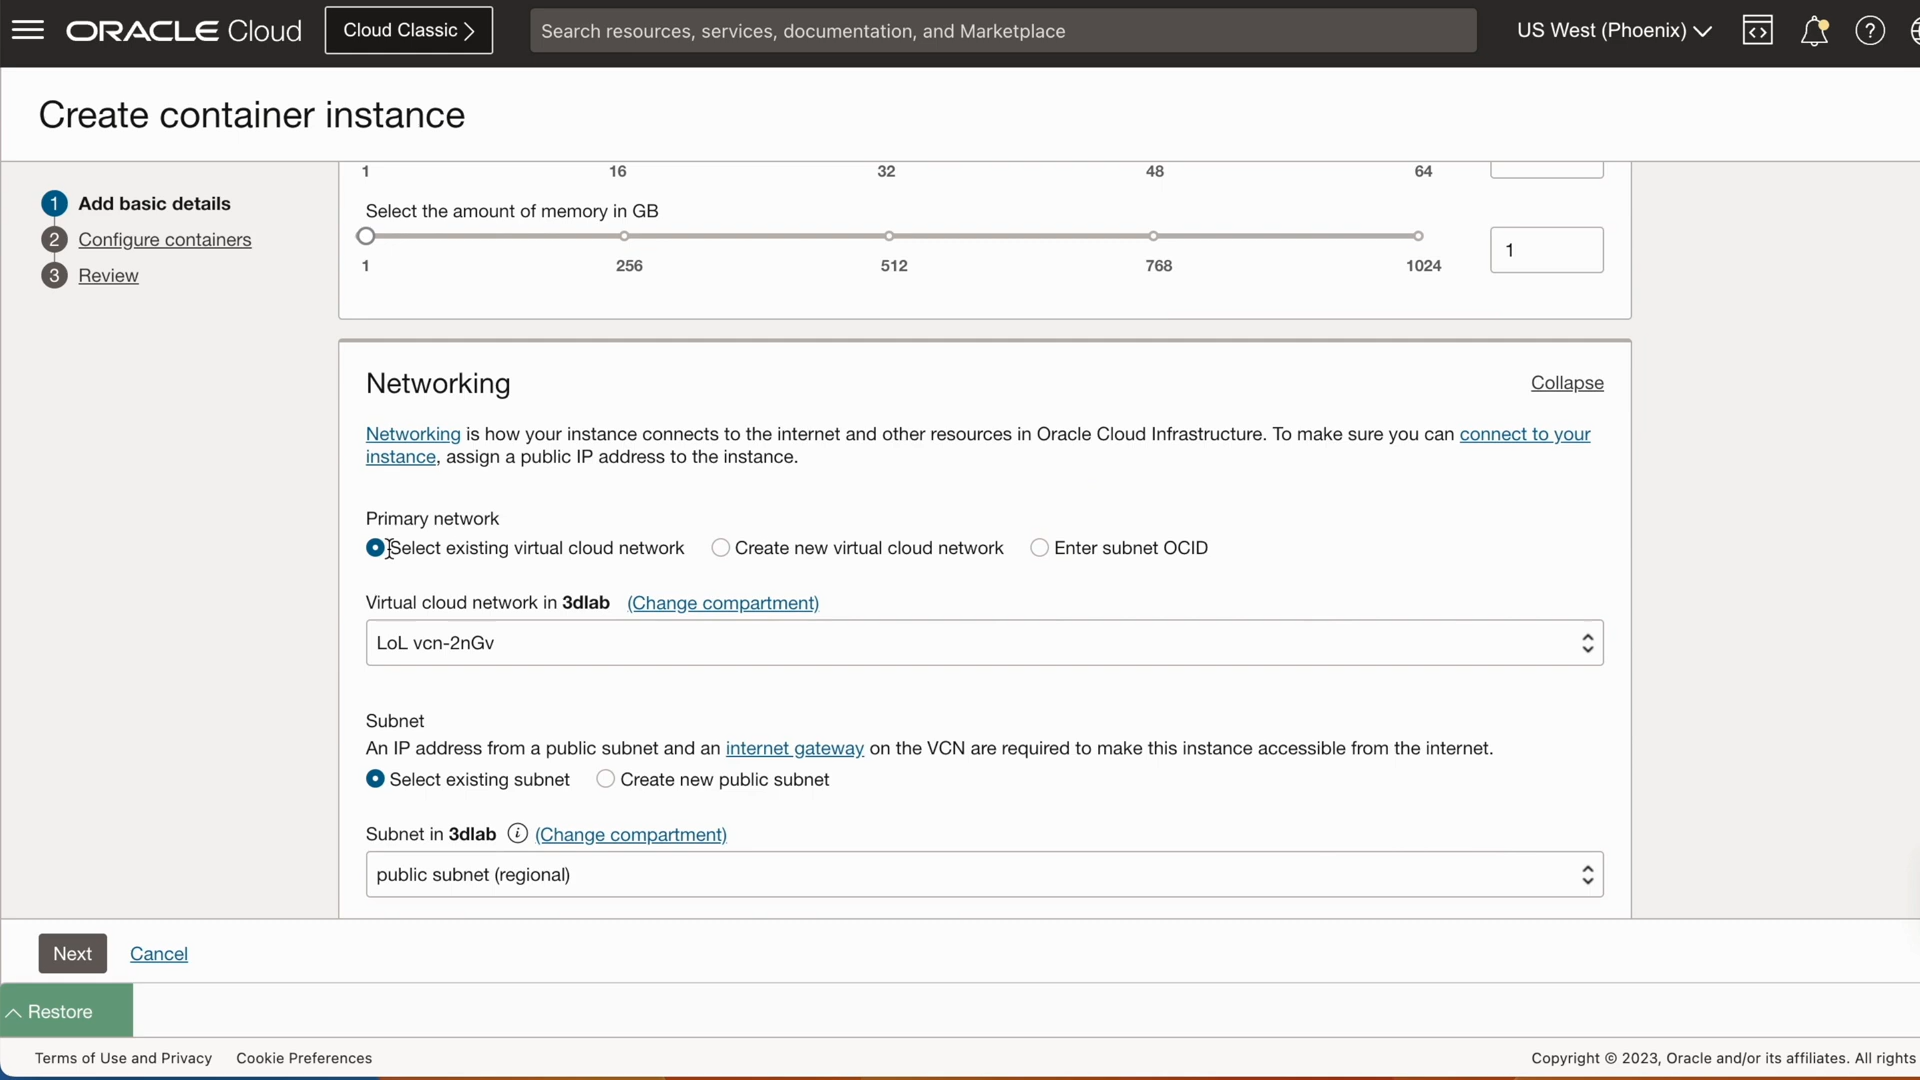 ORACLE Cloud
Cloud Classic
Search resources, services, documentation, and Marketplace
US West (Phoenix)
Create container instance
1 Add basic details
2 Configure containers
3 Review
1 16 32 48 64
Select the amount of memory in GB
1
1 256 512 768 1024
Networking
Collapse
Networking is how your instance connects to the internet and other resources in Oracle Cloud Infrastructure. To make sure you can connect to your
instance, assign a public IP address to the instance.
Primary network
Select existing virtual cloud network Create new virtual cloud network Enter subnet OCID
Virtual cloud network in 3dlab (Change compartment)
LoL vcn-2nGv
Subnet
An IP address from a public subnet and an internet gateway on the VCN are required to make this instance accessible from the internet.
Select existing subnet Create new public subnet
Subnet in 3dlab (Change compartment)
public subnet (regional)
Next Cancel
Restore
Terms of Use and Privacy Cookie Preferences
Copyright © 2023, Oracle and/or its affiliates. All rights